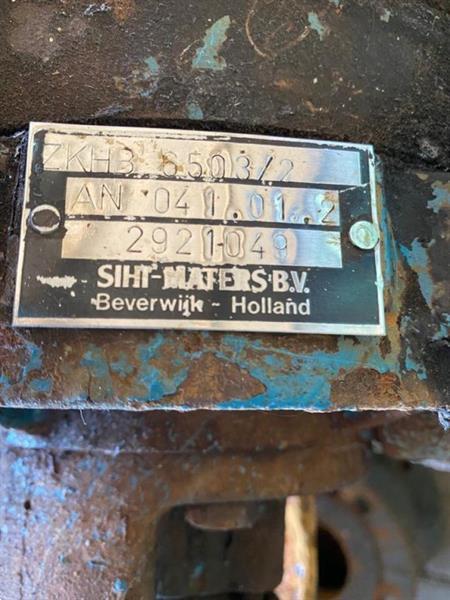 ZKHB 6503/2
AN 041.01..2
2921049
SIHI-MATERS B.V.
Beverwijk - Holland